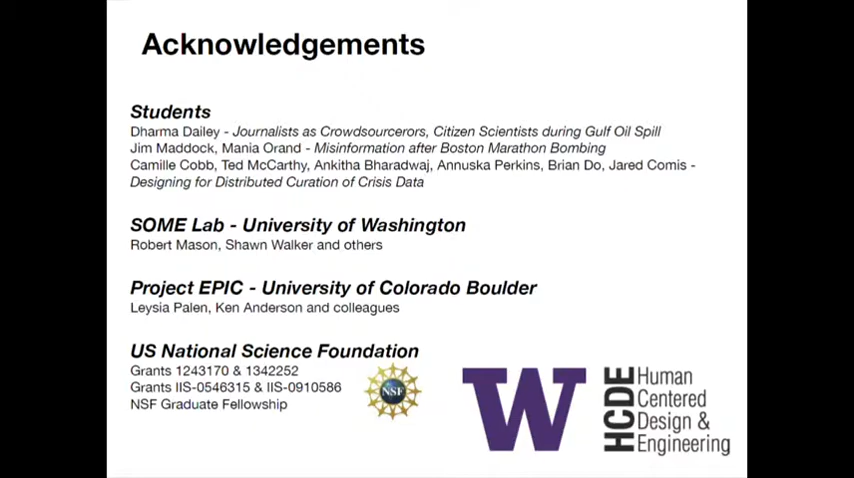 Acknowledgements
Students
Dharma Dailey - Journalists as Crowdsourcerors, Citizen Scientists during Gulf Oil Spill
Jim Maddock, Mania Orand - Misinformation after Boston Marathon Bombing
Camille Cobb, Ted McCarthy, Ankitha Bharadwaj, Annuska Perkins, Brian Do, Jared Comis -
Designing for Distributed Curation of Crisis Data
SOME Lab - University of Washington
Robert Mason, Shawn Walker and others
Project EPIC - University of Colorado Boulder
Leysia Palen, Ken Anderson and colleagues
US National Science Foundation
Grants 1243170 & 1342252
Grants IIS-0546315 & IIS-0910586
NSF Graduate Fellowship
NSF
W
HCDE
Human
Centered
Design &
Engineering